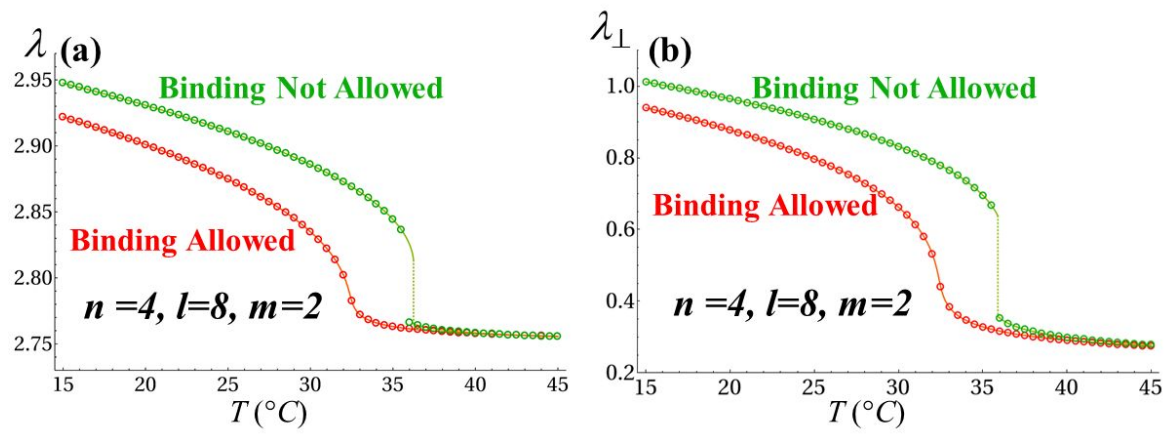 λ (a)
2.95
2.90
2.85
2.80
2.75
Binding Not Allowed
Binding Allowed
n =4, l=8, m=2
15 20 25 30 35 40 45
T (°C)
λ⊥ (b)
1.0
0.8
0.6
0.4
0.2
Binding Not Allowed
Binding Allowed
n =4, l=8, m=2
15 20 25 30 35 40 45
T (°C)